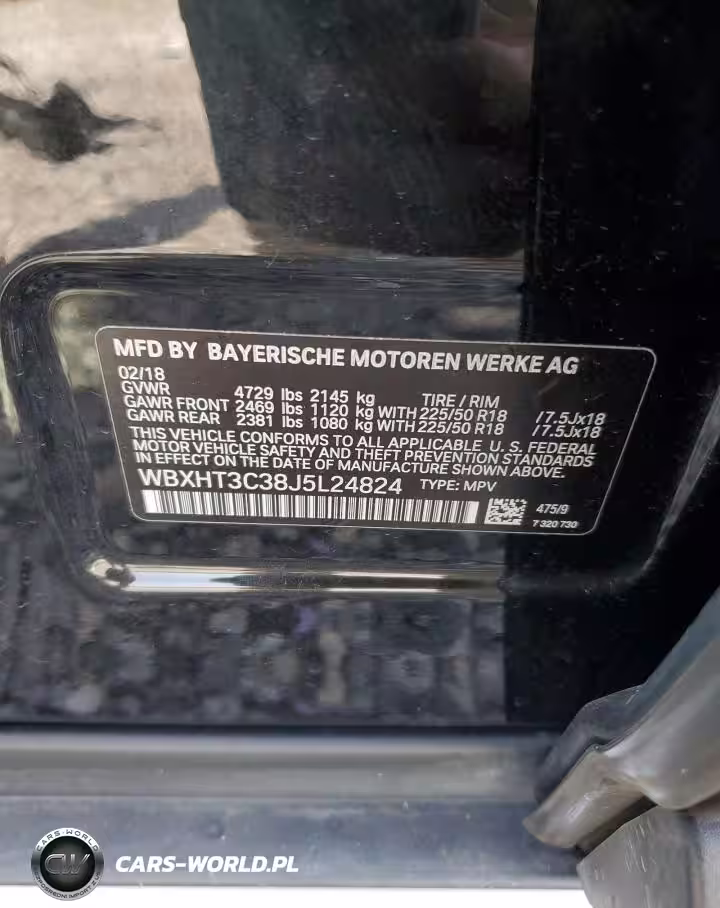 MFD BY BAYERISCHE MOTOREN WERKE AG
02/18
GVWR 4729 lbs 2145 kg TIRE / RIM
GAWR FRONT 2469 lbs 1120 kg WITH 225/50 R18 /7.5Jx18
GAWR REAR 2381 lbs 1080 kg WITH 225/50 R18 /7.5Jx18
THIS VEHICLE CONFORMS TO ALL APPLICABLE U.S. FEDERAL
MOTOR VEHICLE SAFETY AND THEFT PREVENTION STANDARDS
IN EFFECT ON THE DATE OF MANUFACTURE SHOWN ABOVE.
WBXHT3C38J5L24824 TYPE: MPV
475/9
7 320 730
CARS-WORLD
CW
CARS-WORLD.PL